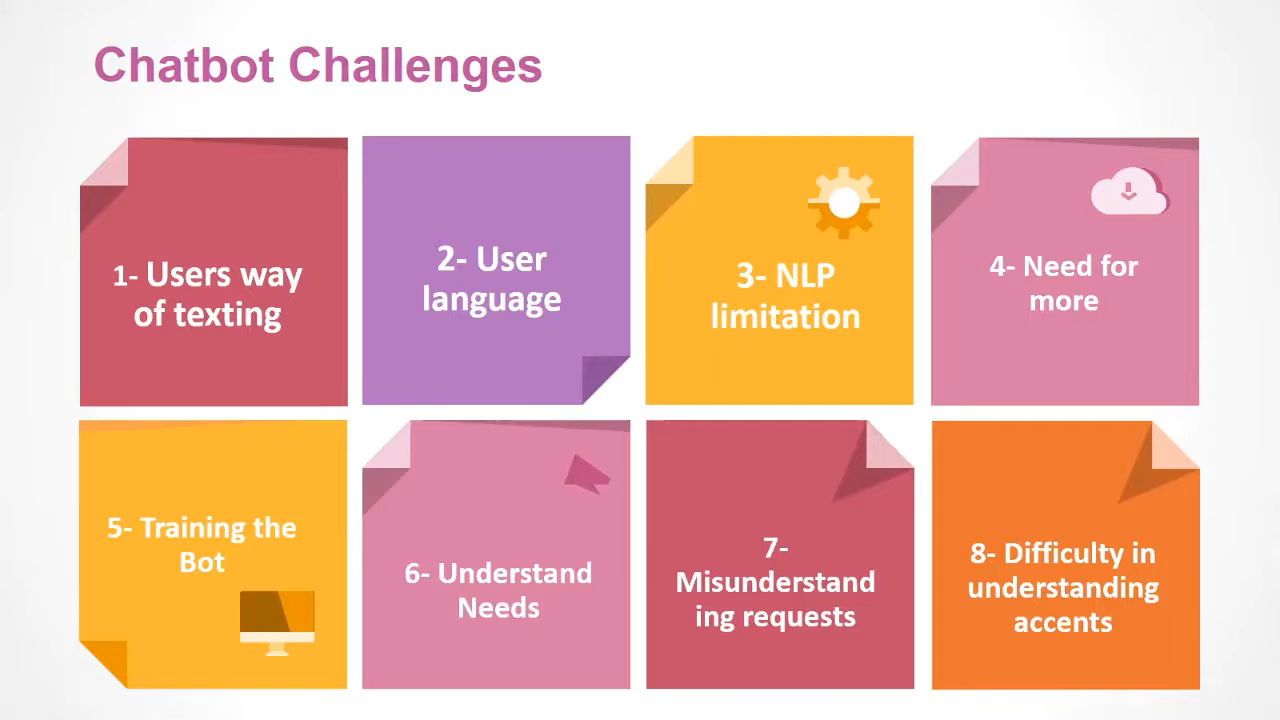 Chatbot Challenges
1- Users way
of texting
2- User
language
3- NLP
limitation
4- Need for
more
5- Training the
Bot
6- Understand
Needs
7-
Misunderstand
ing requests
8- Difficulty in
understanding
accents